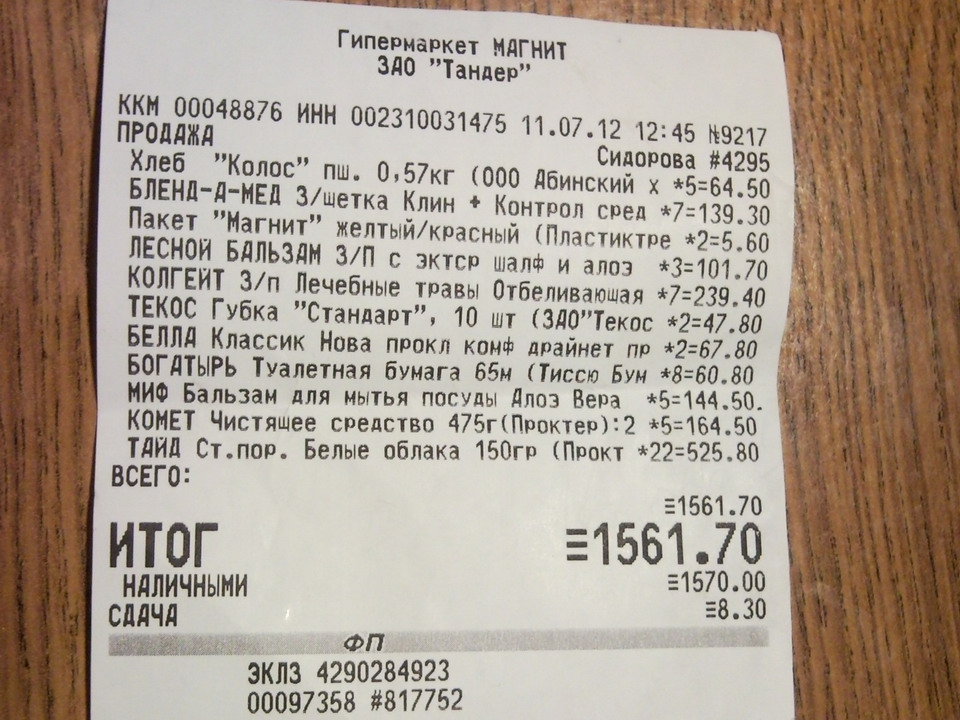 Гипермаркет МАГНИТ
ЗАО "Тандер"
ККМ 00048876 ИНН 002310031475 11.07.12 12:45 №9217
ПРОДАЖА Сидорова #4295
Хлеб "Колос" пш. 0,57кг (ООО Абинский х *5=64.50
БЛЕНД-А-МЕД З/щетка Клин + Контрол сред *7=139.30
Пакет "Магнит" желтый/красный (Пластиктре *2=5.60
ЛЕСНОЙ БАЛЬЗАМ З/П с эктср шалф и алоэ *3=101.70
КОЛГЕЙТ З/п Лечебные травы Отбеливающая *7=239.40
ТЕКОС Губка "Стандарт", 10 шт (ЗАО"Текос *2=47.80
БЕЛЛА Классик Нова прокл комф драйнет пр *2=67.80
БОГАТЫРЬ Туалетная бумага 65м (Тиссю Бум *8=60.80
МИФ Бальзам для мытья посуды Алоэ Вера *5=144.50.
КОМЕТ Чистящее средство 475г(Проктер):2 *5=164.50
ТАЙД Ст.пор. Белые облака 150гр (Прокт *22=525.80
ВСЕГО:
≡1561.70
ИТОГ ≡1561.70
НАЛИЧНЫМИ ≡1570.00
СДАЧА ≡8.30
ФП
ЭКЛЗ 4290284923
00097358 #817752